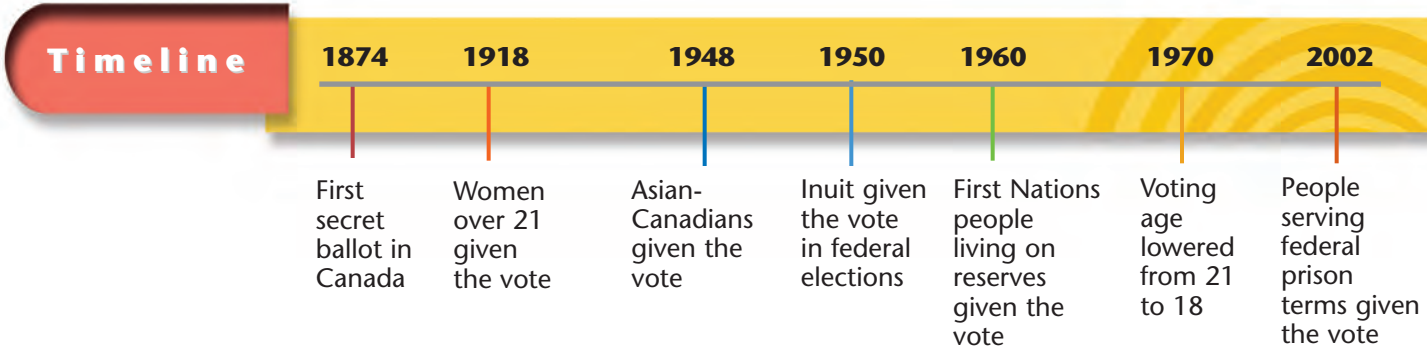 Timeline
1874
1918
1948
1950
1960
1970
2002
First
secret
ballot in
Canada
Women
over 21
given
the vote
Asian-
Canadians
given the
vote
Inuit given
the vote
in federal
elections
First Nations
people
living on
reserves
given the
vote
Voting
age
lowered
from 21
to 18
People
serving
federal
prison
terms given
the vote